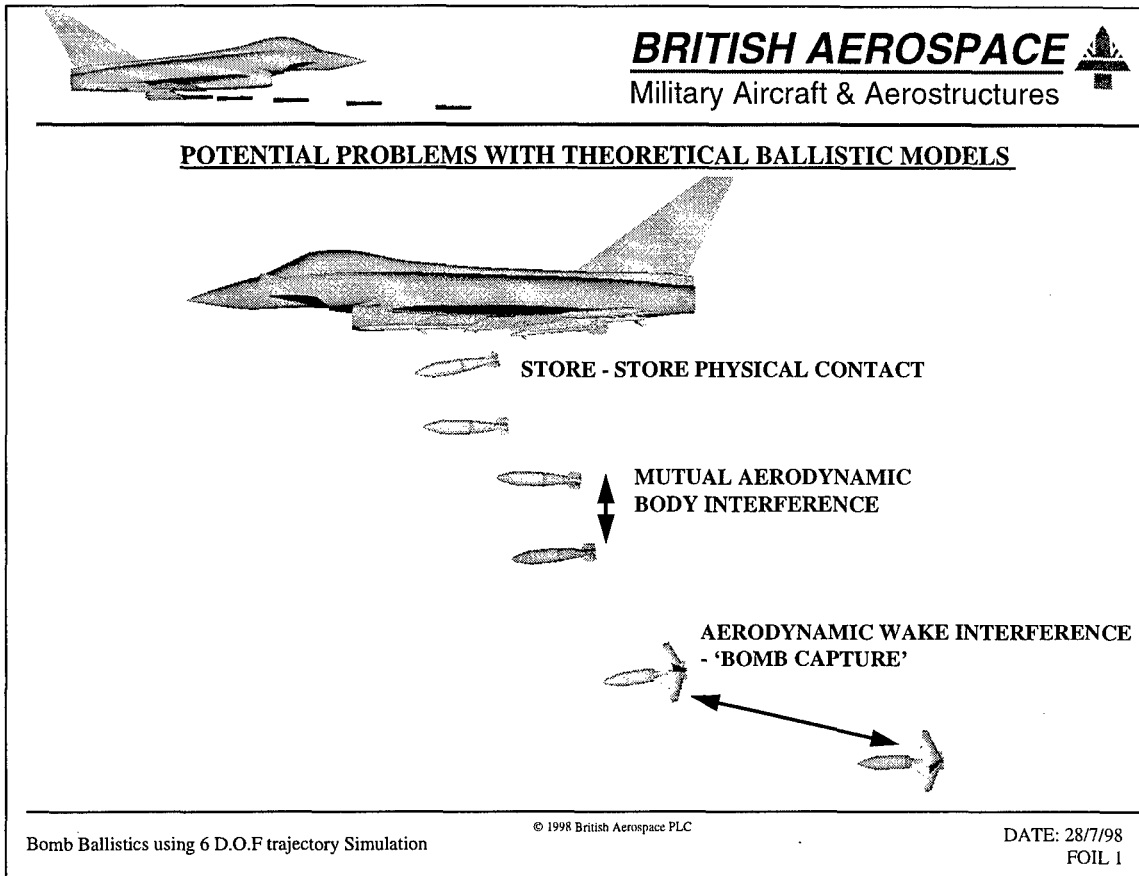 BRITISH AEROSPACE
Military Aircraft & Aerostructures
POTENTIAL PROBLEMS WITH THEORETICAL BALLISTIC MODELS
STORE - STORE PHYSICAL CONTACT
MUTUAL AERODYNAMIC
BODY INTERFERENCE
AERODYNAMIC WAKE INTERFERENCE
- ‘BOMB CAPTURE’
© 1998 British Aerospace PLC
Bomb Ballistics using 6 D.O.F trajectory Simulation
DATE: 28/7/98
FOIL 1